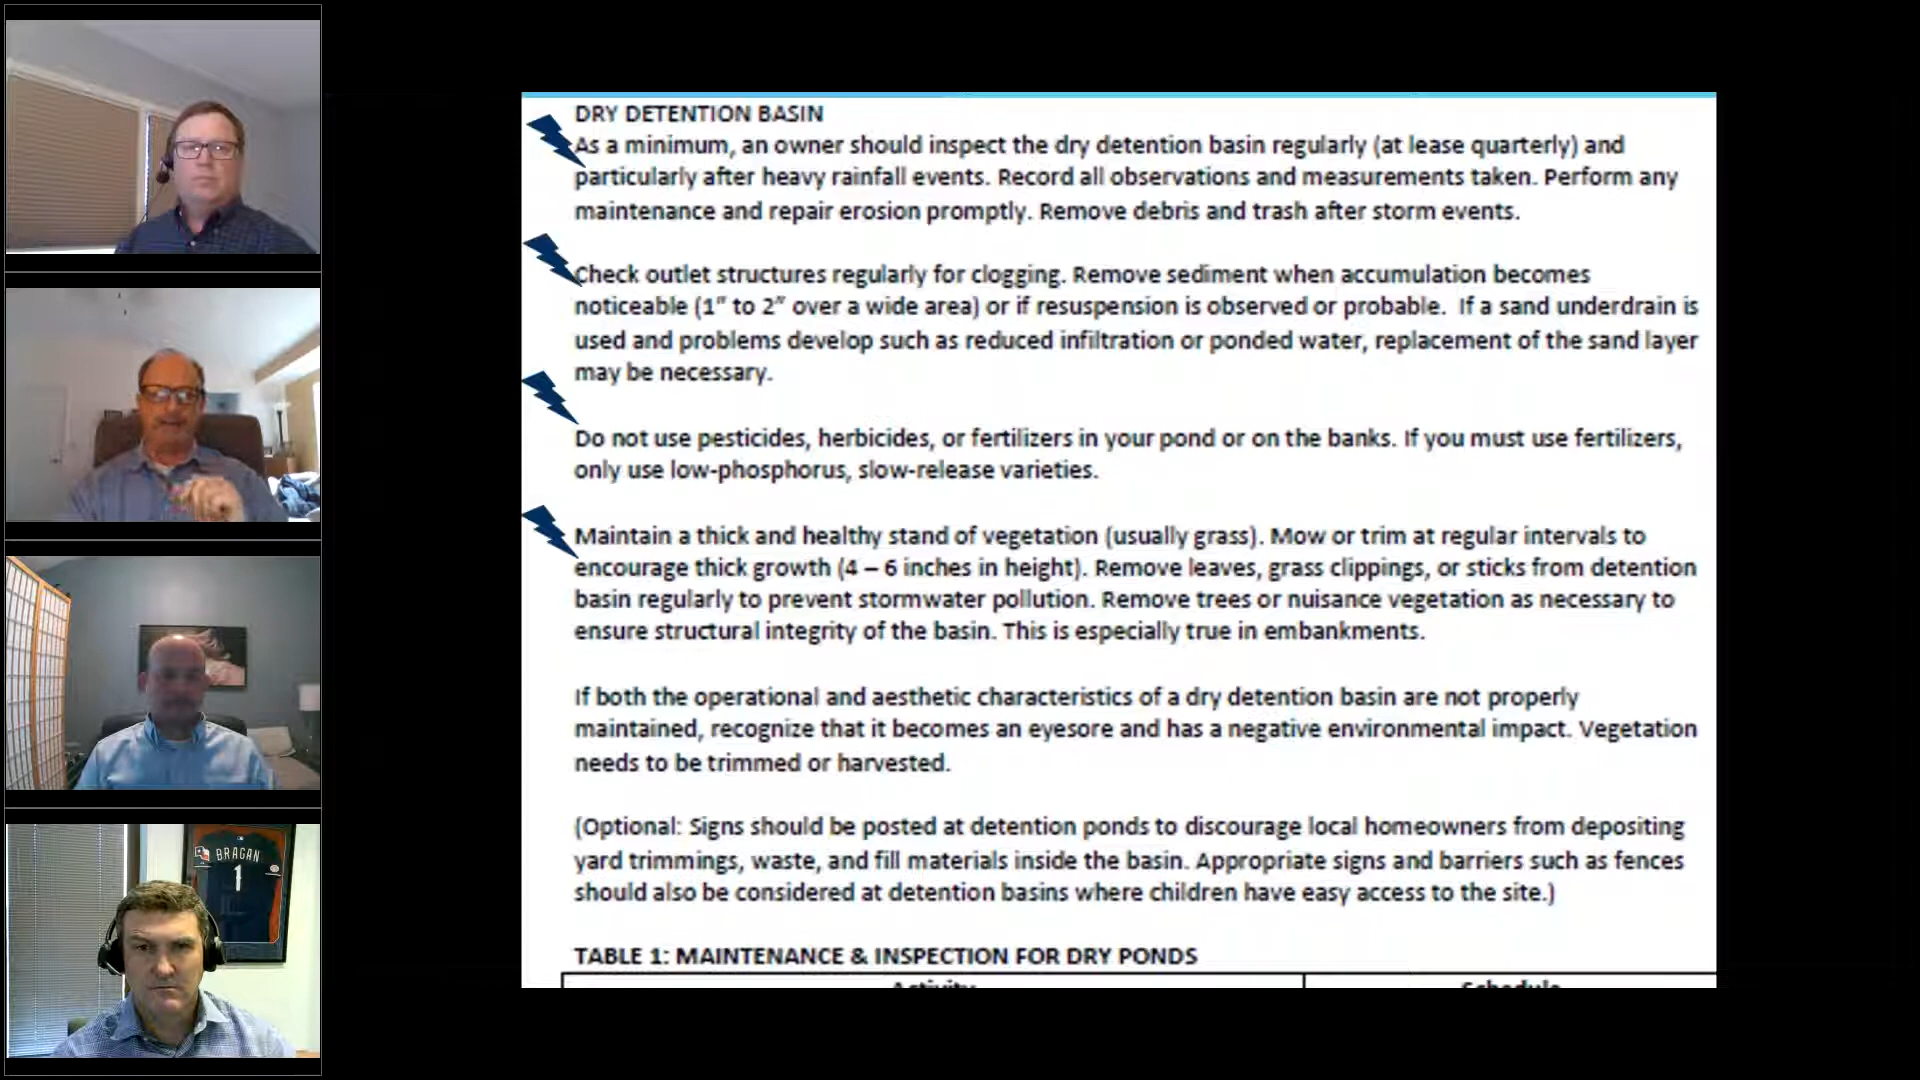 DRY DETENTION BASIN
As a minimum, an owner should inspect the dry detention basin regularly (at lease quarterly) and
particularly after heavy rainfall events. Record all observations and measurements taken. Perform any
maintenance and repair erosion promptly. Remove debris and trash after storm events.
Check outlet structures regularly for clogging. Remove sediment when accumulation becomes
noticeable (1” to 2” over a wide area) or if resuspension is observed or probable. If a sand underdrain is
used and problems develop such as reduced infiltration or ponded water, replacement of the sand layer
may be necessary.
Do not use pesticides, herbicides, or fertilizers in your pond or on the banks. If you must use fertilizers,
only use low-phosphorus, slow-release varieties.
Maintain a thick and healthy stand of vegetation (usually grass). Mow or trim at regular intervals to
encourage thick growth (4 – 6 inches in height). Remove leaves, grass clippings, or sticks from detention
basin regularly to prevent stormwater pollution. Remove trees or nuisance vegetation as necessary to
ensure structural integrity of the basin. This is especially true in embankments.
If both the operational and aesthetic characteristics of a dry detention basin are not properly
maintained, recognize that it becomes an eyesore and has a negative environmental impact. Vegetation
needs to be trimmed or harvested.
(Optional: Signs should be posted at detention ponds to discourage local homeowners from depositing
yard trimmings, waste, and fill materials inside the basin. Appropriate signs and barriers such as fences
should also be considered at detention basins where children have easy access to the site.)
TABLE 1: MAINTENANCE & INSPECTION FOR DRY PONDS
Activity Schedule
BRAGAN
1